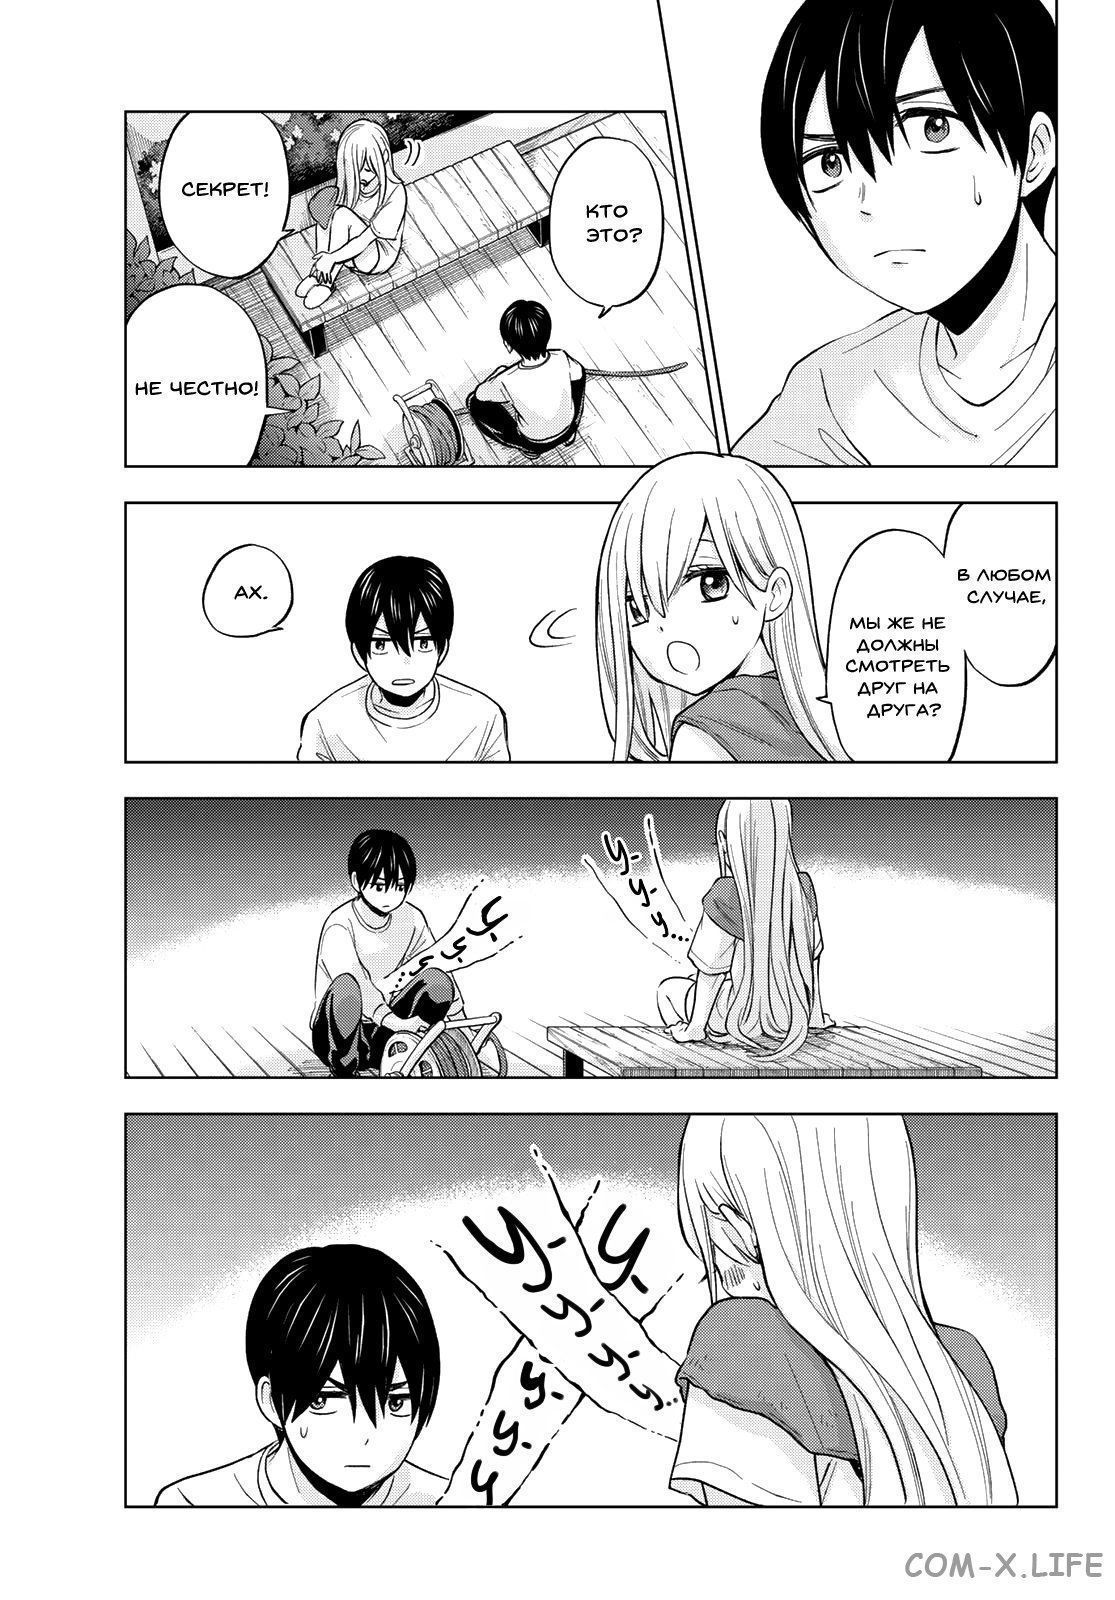 КТО
ЭТО?
СЕКРЕТ!
НЕ ЧЕСТНО!
В ЛЮБОМ
СЛУЧАЕ,
МЫ ЖЕ НЕ
ДОЛЖНЫ
СМОТРЕТЬ
ДРУГ НА
ДРУГА?
АХ.
У-
У-
У...
У-
У-
У...
У-
У-
У-
У-
У...
У-
У-
У-
У
COM-X.LIFE